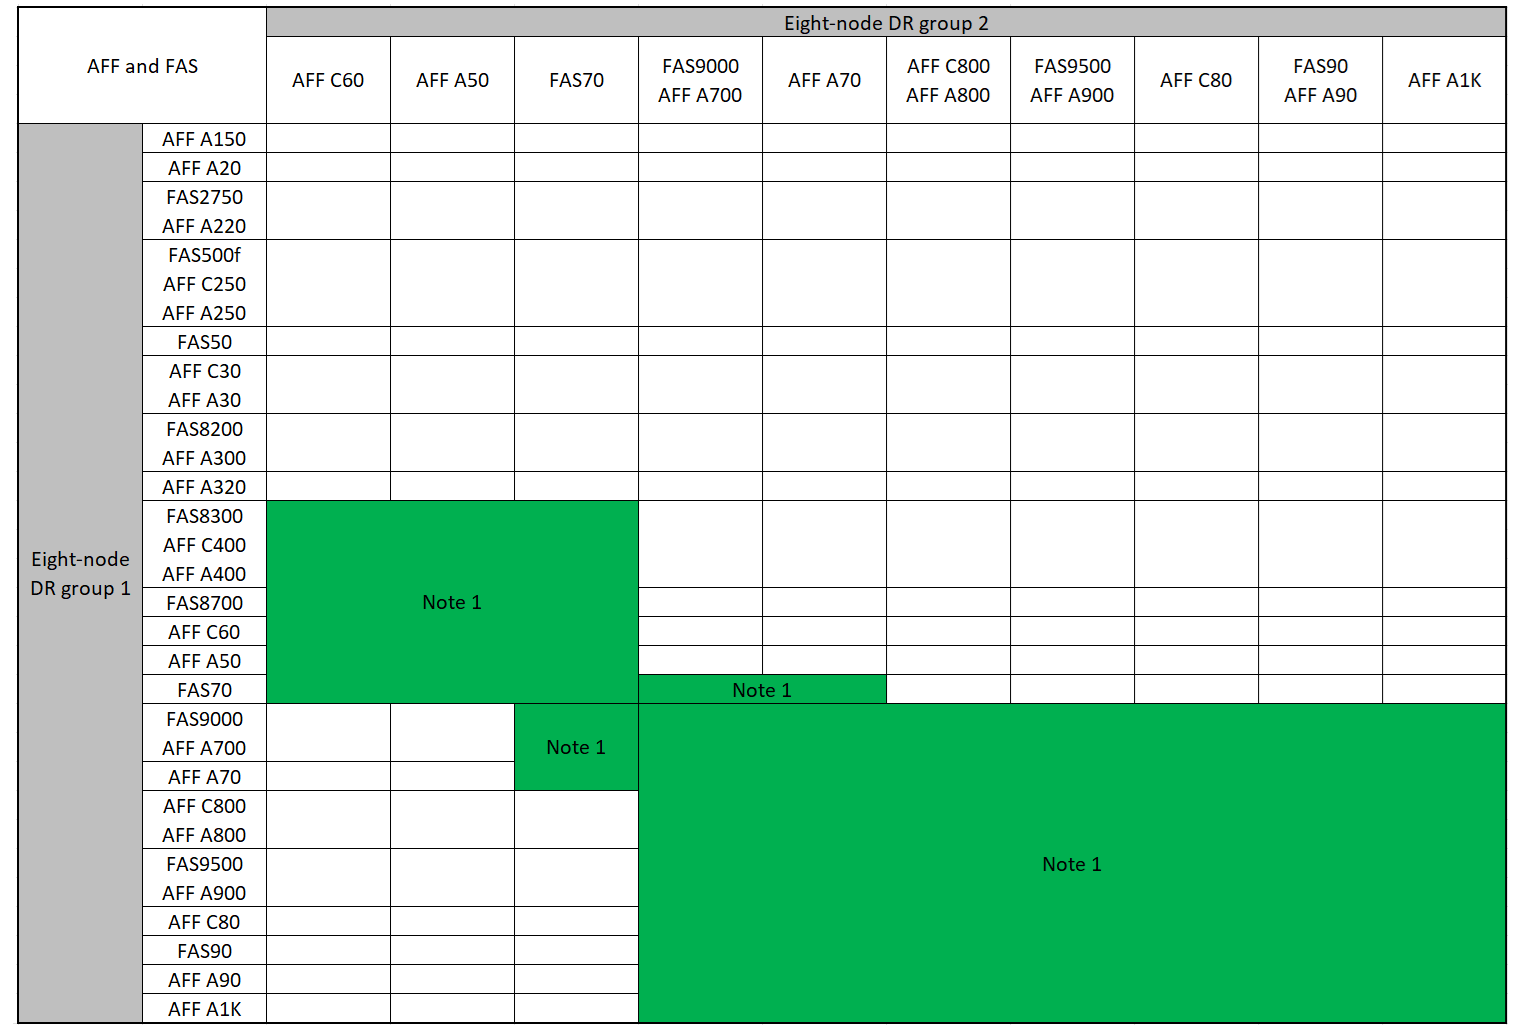 AFF and FAS
Eight-node DR group 2
AFF C60
AFF A50
FAS70
FAS9000
AFF A700
AFF A70
AFF C800
AFF A800
FAS9500
AFF A900
AFF C80
FAS90
AFF A90
AFF A1K
Eight-node
DR group 1
AFF A150
AFF A20
FAS2750
AFF A220
FAS500f
AFF C250
AFF A250
FAS50
AFF C30
AFF A30
FAS8200
AFF A300
AFF A320
FAS8300
AFF C400
AFF A400
Note 1
FAS8700
AFF C60
AFF A50
FAS70
Note 1
FAS9000
AFF A700
Note 1
AFF A70
AFF C800
AFF A800
FAS9500
Note 1
AFF A900
AFF C80
FAS90
AFF A90
AFF A1K